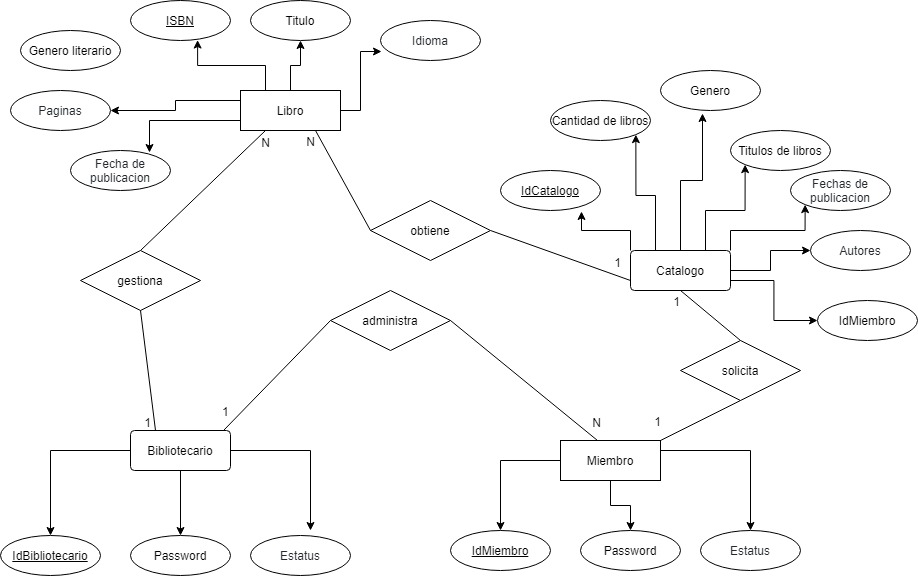 ISBN
Titulo
Idioma
Genero literario
Paginas
Libro
Genero
Cantidad de libros
Fecha de
publicacion
N
N
Titulos de libros
IdCatalogo
Fechas de
publicacion
obtiene
Autores
1
Catalogo
gestiona
1
administra
IdMiembro
solicita
1
1
N
1
Bibliotecario
Miembro
IdBibliotecario
Password
Estatus
IdMiembro
Password
Estatus